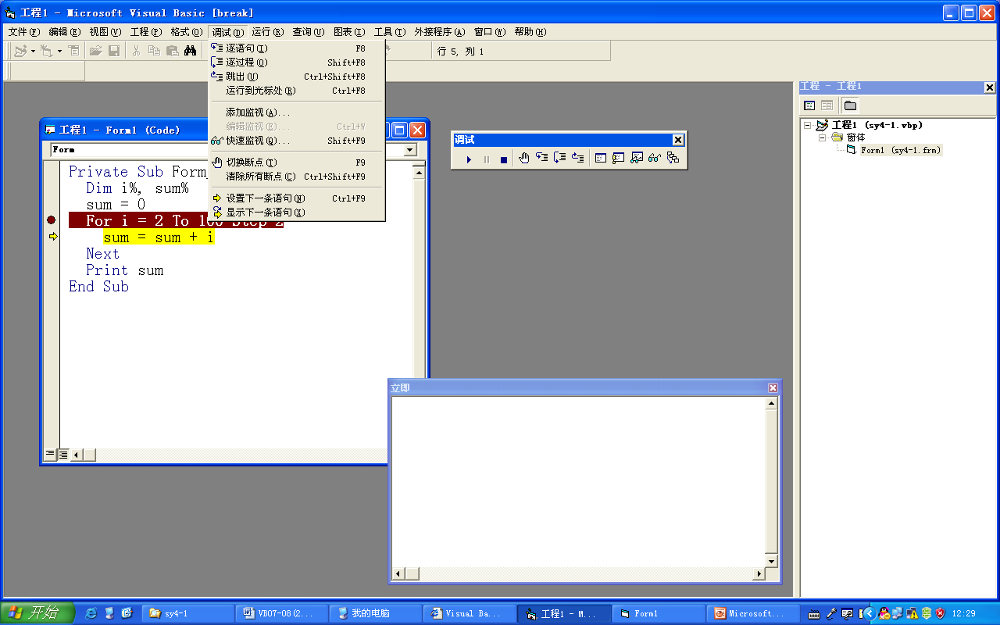 工程1 - Microsoft Visual Basic [break]
文件(F) 编辑(E) 视图(V) 工程(P) 格式(O) 调试(D) 运行(R) 查询(U) 图表(I) 工具(T) 外接程序(A) 窗口(W) 帮助(H)
行 5, 列 1
逐语句(I) F8
逐过程(O) Shift+F8
跳出(U) Ctrl+Shift+F8
运行到光标处(R) Ctrl+F8
添加监视(A)...
编辑监视(E)... Ctrl+W
快速监视(Q)... Shift+F9
切换断点(T) F9
清除所有断点(C) Ctrl+Shift+F9
设置下一条语句(N) Ctrl+F9
显示下一条语句(X)
工程1 - Form1 (Code)
Form
Private Sub Form_
Dim i%, sum%
sum = 0
For i = 2 To 100 Step 2
sum = sum + i
Next
Print sum
End Sub
调试
立即
工程 - 工程1
工程1 (sy4-1.vbp)
窗体
Form1 (sy4-1.frm)
开始 sy4-1 VB07-08(2... 我的电脑 Visual Ba... 工程1 - M... Form1 Microsoft... 12:29